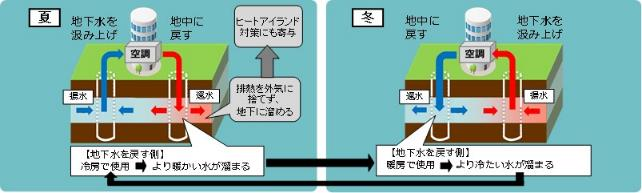 夏
地下水を
汲み上げ
地中に
戻す
空調
ヒートアイランド
対策にも寄与
排熱を外気に
捨てず、
地下に溜める
揚水
還水
【地下水を戻す側】
冷房で使用 ➡ より暖かい水が溜まる
冬
地中に
戻す
地下水を
汲み上げ
空調
還水
揚水
【地下水を戻す側】
暖房で使用 ➡ より冷たい水が溜まる